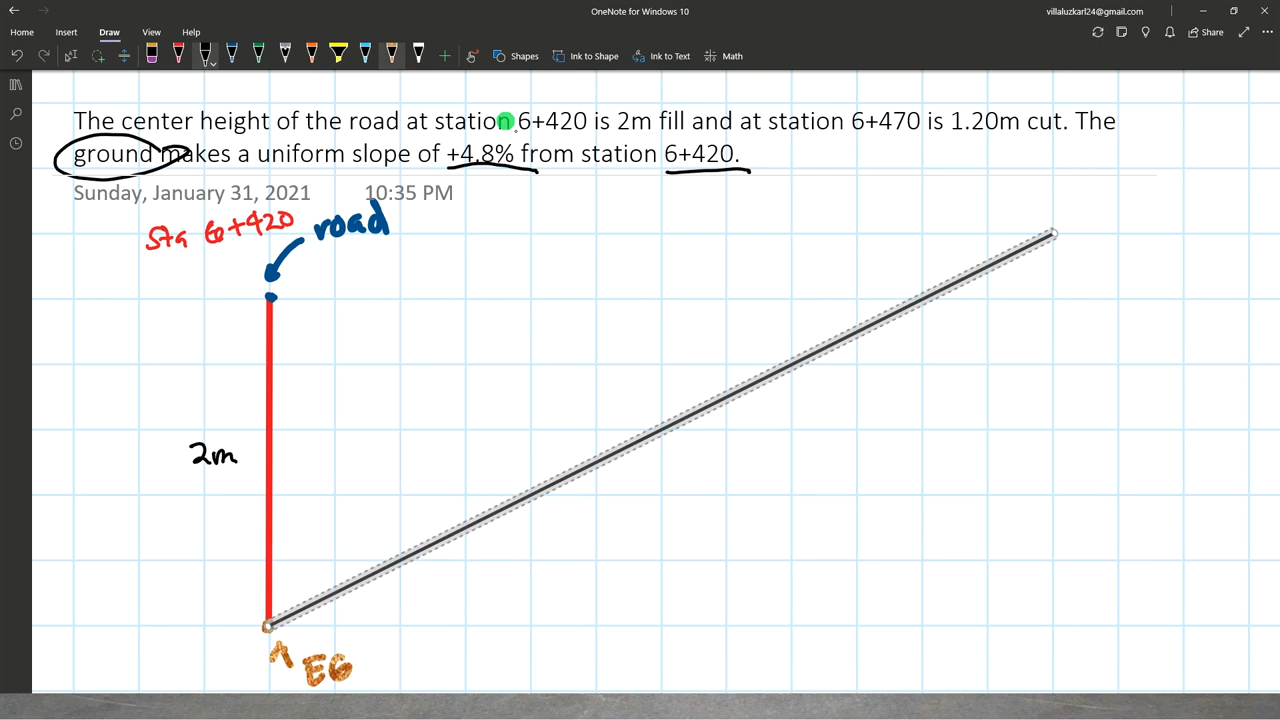 OneNote for Windows 10
villaluzkarl24@gmail.com
Home Insert Draw View Help
Share
Shapes Ink to Shape Ink to Text Math
The center height of the road at station 6+420 is 2m fill and at station 6+470 is 1.20m cut. The
ground makes a uniform slope of +4.8% from station 6+420.
Sunday, January 31, 2021 10:35 PM
Sta 6+420
road
2m
EG